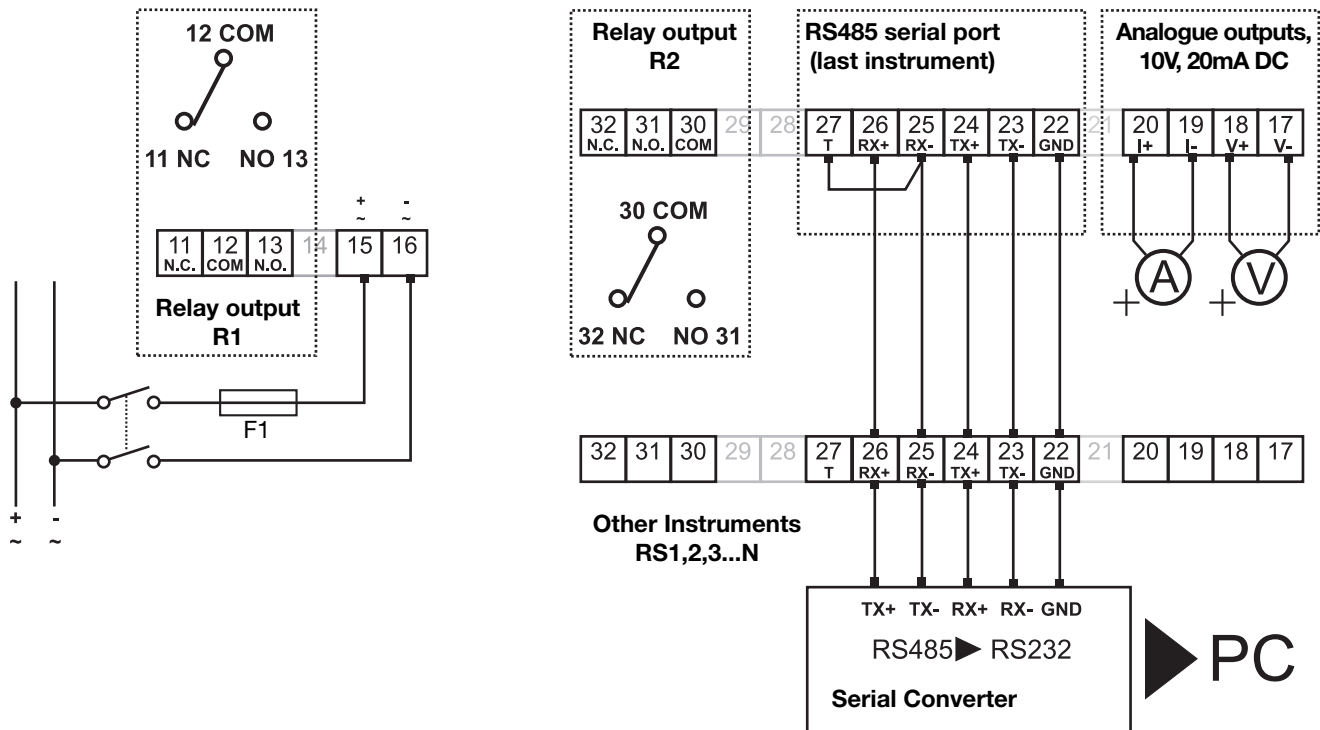 12 COM
11 NC NO 13
+ -
~ ~
11 12 13 14 15 16
N.C. COM N.O.
Relay output
R1
F1
+ -
~ ~
Relay output
R2
32 31 30 29 28 27 26 25 24 23 22 21 20 19 18 17
N.C. N.O. COM T RX+ RX- TX+ TX- GND I+ I- V+ V-
30 COM
32 NC NO 31
RS485 serial port
(last instrument)
Analogue outputs,
10V, 20mA DC
A V
+ +
32 31 30 29 28 27 26 25 24 23 22 21 20 19 18 17
T RX+ RX- TX+ TX- GND
Other Instruments
RS1,2,3...N
TX+ TX- RX+ RX- GND
RS485 ▶ RS232
Serial Converter
▶ PC